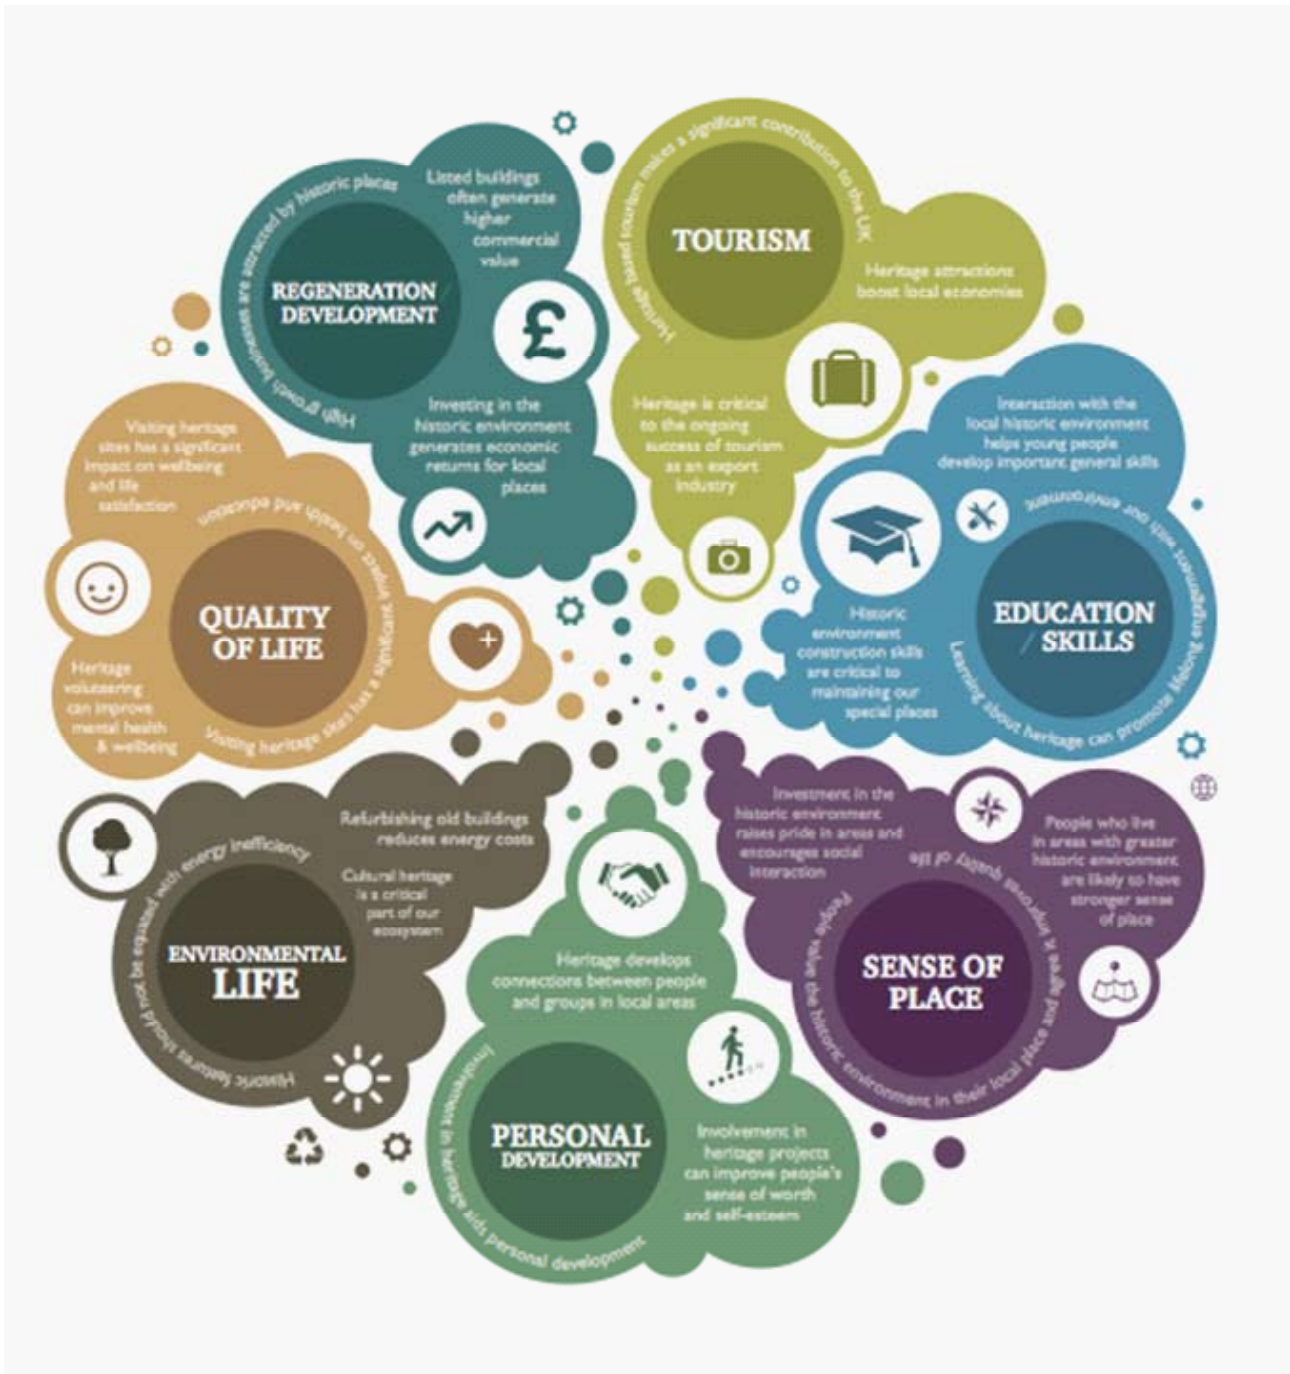 High growth businesses are attracted by historic places
REGENERATION /
DEVELOPMENT
Listed buildings
often generate
higher
commercial
value
£
Investing in the
historic environment
generates economic
returns for local
places
Heritage based tourism makes a significant contribution to the UK
TOURISM
Heritage attractions
boost local economies
Heritage is critical
to the ongoing
success of tourism
as an export
industry
Interaction with the
local historic environment
helps young people
develop important general skills
Learning about heritage can promote lifelong engagement with our environment
EDUCATION
/ SKILLS
Historic
environment
construction skills
are critical to
maintaining our
special places
Visiting heritage
sites has a significant
impact on wellbeing
and life
satisfaction
Visiting heritage sites has a significant impact on health and education
QUALITY
OF LIFE
Heritage
volunteering
can improve
mental health
& wellbeing
Refurbishing old buildings
reduces energy costs
Cultural heritage
is a critical
part of our
ecosystem
Historic features should not be equated with energy inefficiency
ENVIRONMENTAL
LIFE
Heritage develops
connections between people
and groups in local areas
Involvement in heritage aids personal development
PERSONAL
DEVELOPMENT
Involvement in
heritage projects
can improve people's
sense of worth
and self-esteem
Investment in the
historic environment
raises pride in areas and
encourages social
interaction
People who live
in areas with greater
historic environment
are likely to have
stronger sense
of place
People value the historic environment in their local place and agree it improves quality of life
SENSE OF
PLACE